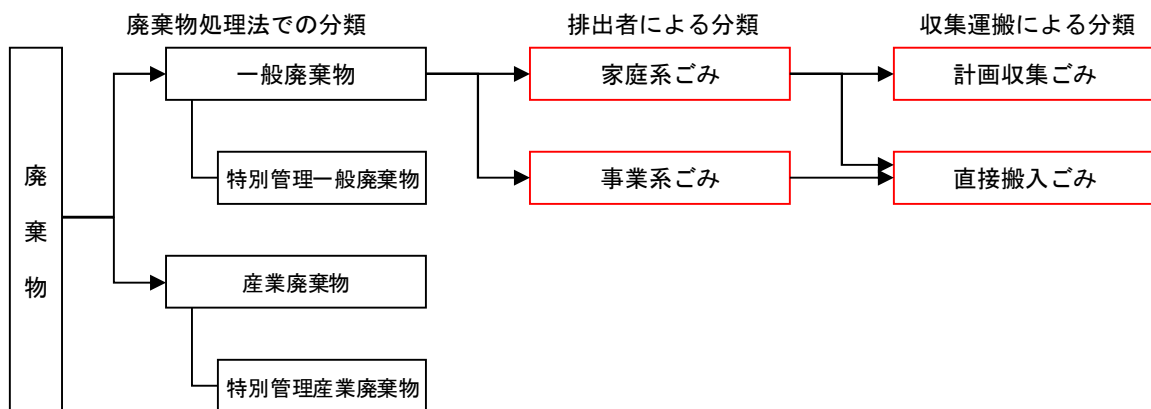 廃棄物処理法での分類
排出者による分類
収集運搬による分類
廃棄物
一般廃棄物
家庭系ごみ
計画収集ごみ
特別管理一般廃棄物
事業系ごみ
直接搬入ごみ
産業廃棄物
特別管理産業廃棄物